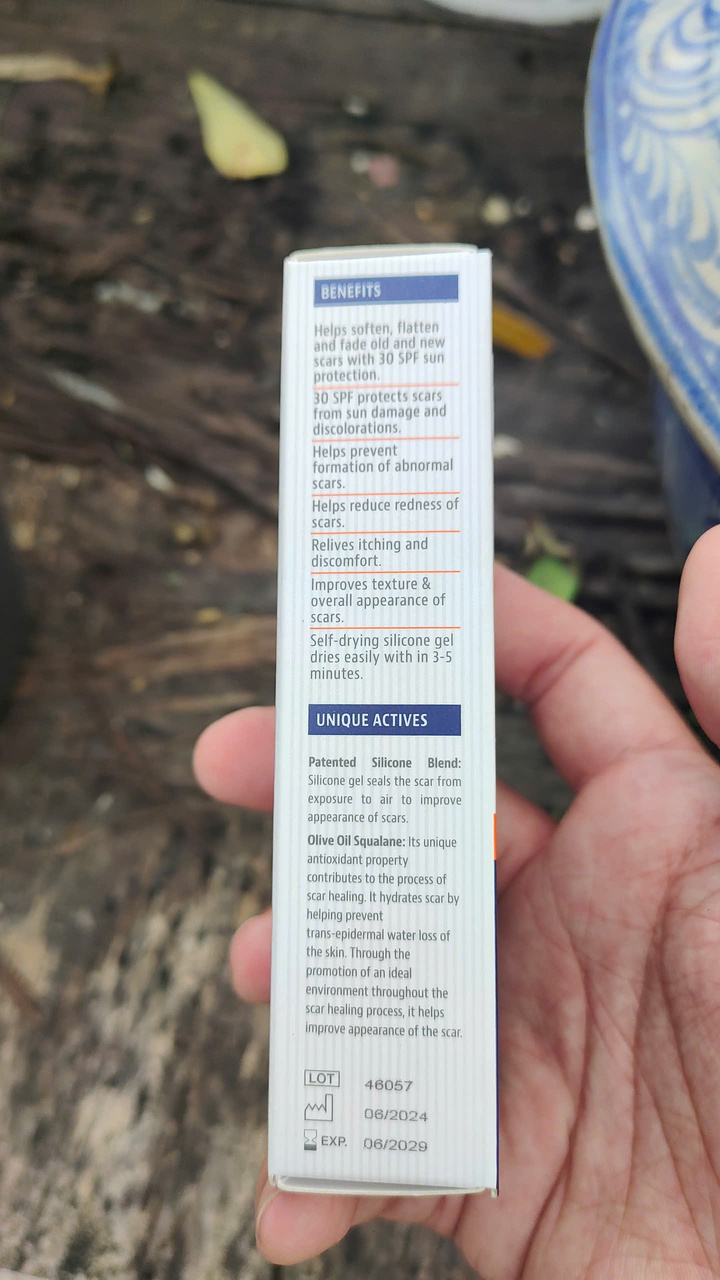 BENEFITS
Helps soften, flatten
and fade old and new
scars with 30 SPF sun
protection.
30 SPF protects scars
from sun damage and
discolorations.
Helps prevent
formation of abnormal
scars.
Helps reduce redness of
scars.
Relives itching and
discomfort.
Improves texture &
overall appearance of
scars.
Self-drying silicone gel
dries easily with in 3-5
minutes.
UNIQUE ACTIVES
Patented Silicone Blend:
Silicone gel seals the scar from
exposure to air to improve
appearance of scars.
Olive Oil Squalane: Its unique
antioxidant property
contributes to the process of
scar healing. It hydrates scar by
helping prevent
trans-epidermal water loss of
the skin. Through the
promotion of an ideal
environment throughout the
scar healing process, it helps
improve appearance of the scar.
LOT 46057
06/2024
EXP. 06/2029